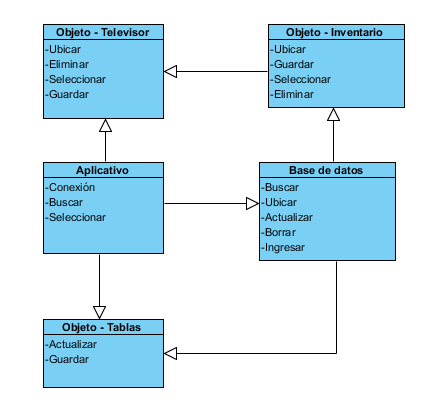 Objeto - Televisor
-Ubicar
-Eliminar
-Seleccionar
-Guardar
Objeto - Inventario
-Ubicar
-Guardar
-Seleccionar
-Eliminar
Aplicativo
-Conexión
-Buscar
-Seleccionar
Base de datos
-Buscar
-Ubicar
-Actualizar
-Borrar
-Ingresar
Objeto - Tablas
-Actualizar
-Guardar